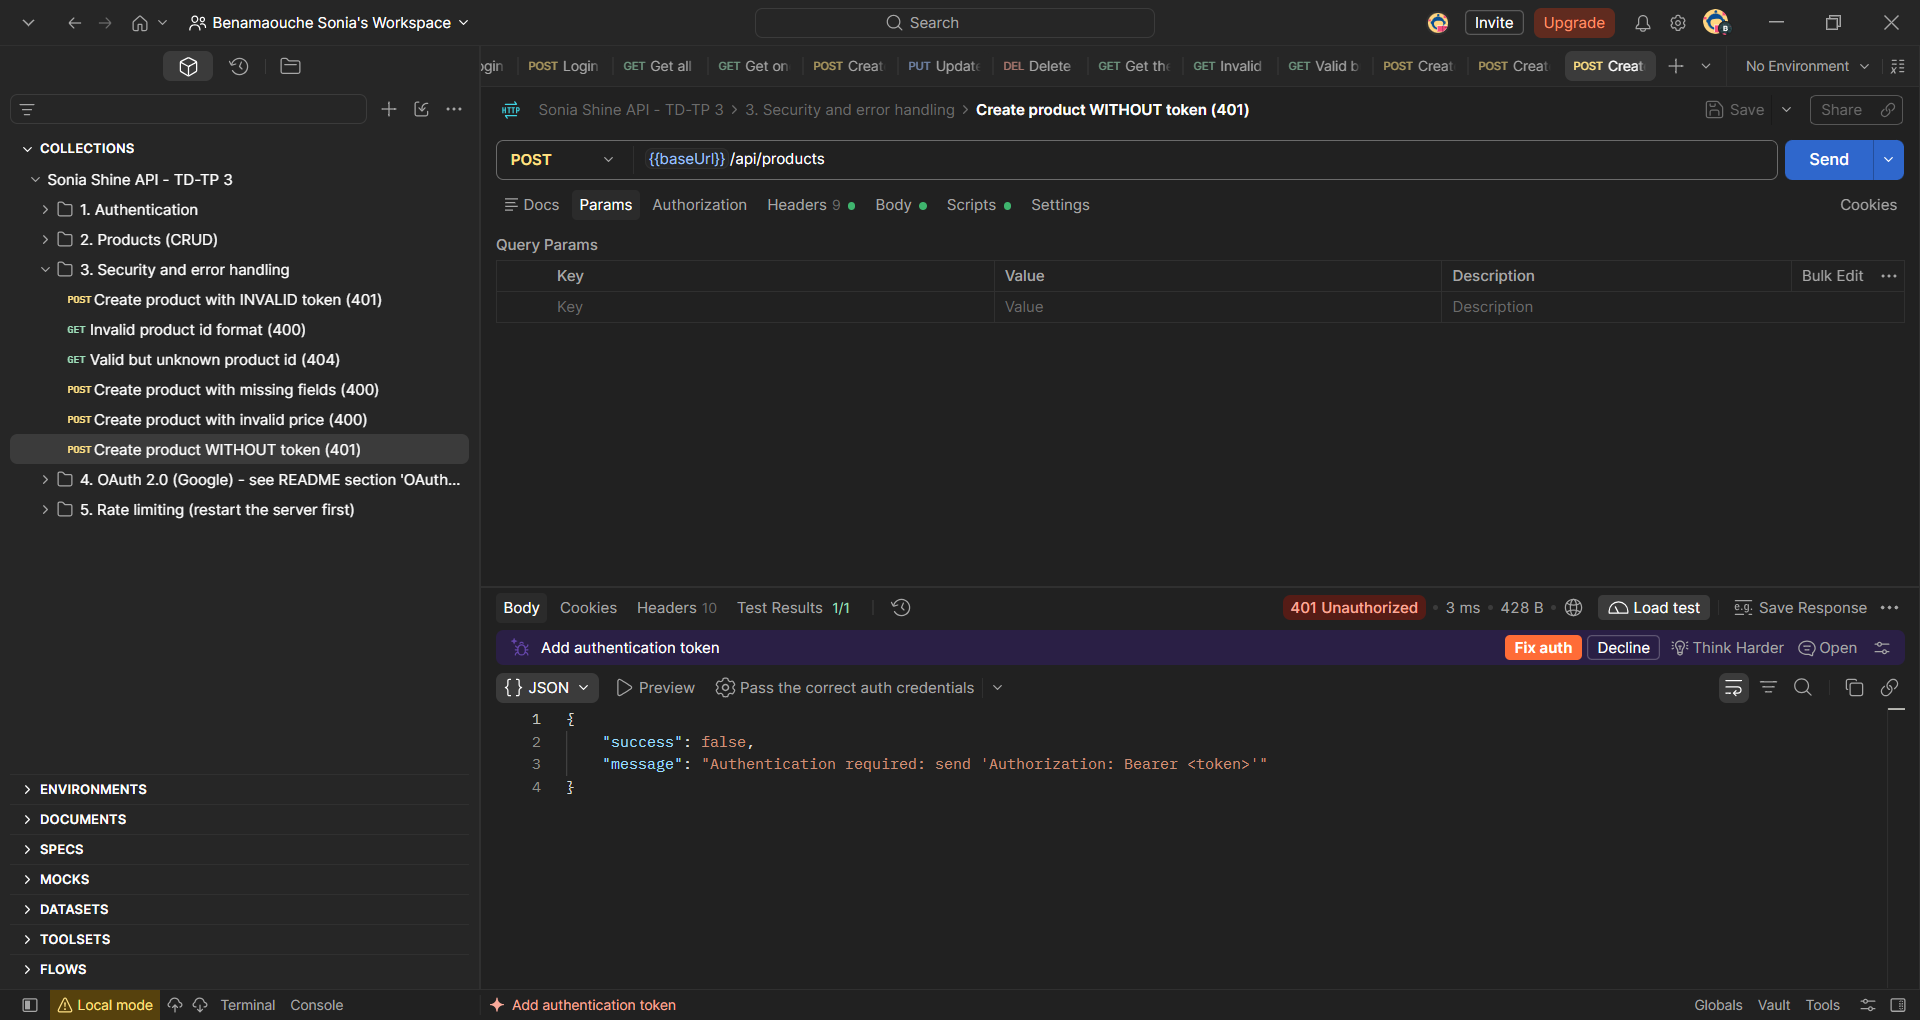 Benamaouche Sonia's Workspace
Search
Invite
Upgrade
ogin
POST Login
GET Get all
GET Get on
POST Creat
PUT Updat
DEL Delete
GET Get th
GET Invalid
GET Valid b
POST Creat
POST Creat
POST Creat
No Environment
HTTP
Sonia Shine API - TD-TP 3 > 3. Security and error handling > Create product WITHOUT token (401)
Save
Share
COLLECTIONS
Sonia Shine API - TD-TP 3
1. Authentication
2. Products (CRUD)
3. Security and error handling
POST Create product with INVALID token (401)
GET Invalid product id format (400)
GET Valid but unknown product id (404)
POST Create product with missing fields (400)
POST Create product with invalid price (400)
POST Create product WITHOUT token (401)
4. OAuth 2.0 (Google) - see README section 'OAuth...
5. Rate limiting (restart the server first)
ENVIRONMENTS
DOCUMENTS
SPECS
MOCKS
DATASETS
TOOLSETS
FLOWS
POST
{{baseUrl}} /api/products
Send
Docs
Params
Authorization
Headers 9
Body
Scripts
Settings
Cookies
Query Params
Key Value Description Bulk Edit
Key Value Description
Body
Cookies
Headers 10
Test Results 1/1
401 Unauthorized
3 ms
428 B
Load test
e.g. Save Response
Add authentication token
Fix auth
Decline
Think Harder
Open
{} JSON
Preview
Pass the correct auth credentials
1 {
2 "success": false,
3 "message": "Authentication required: send 'Authorization: Bearer <token>'"
4 }
Local mode
Terminal
Console
Add authentication token
Globals
Vault
Tools